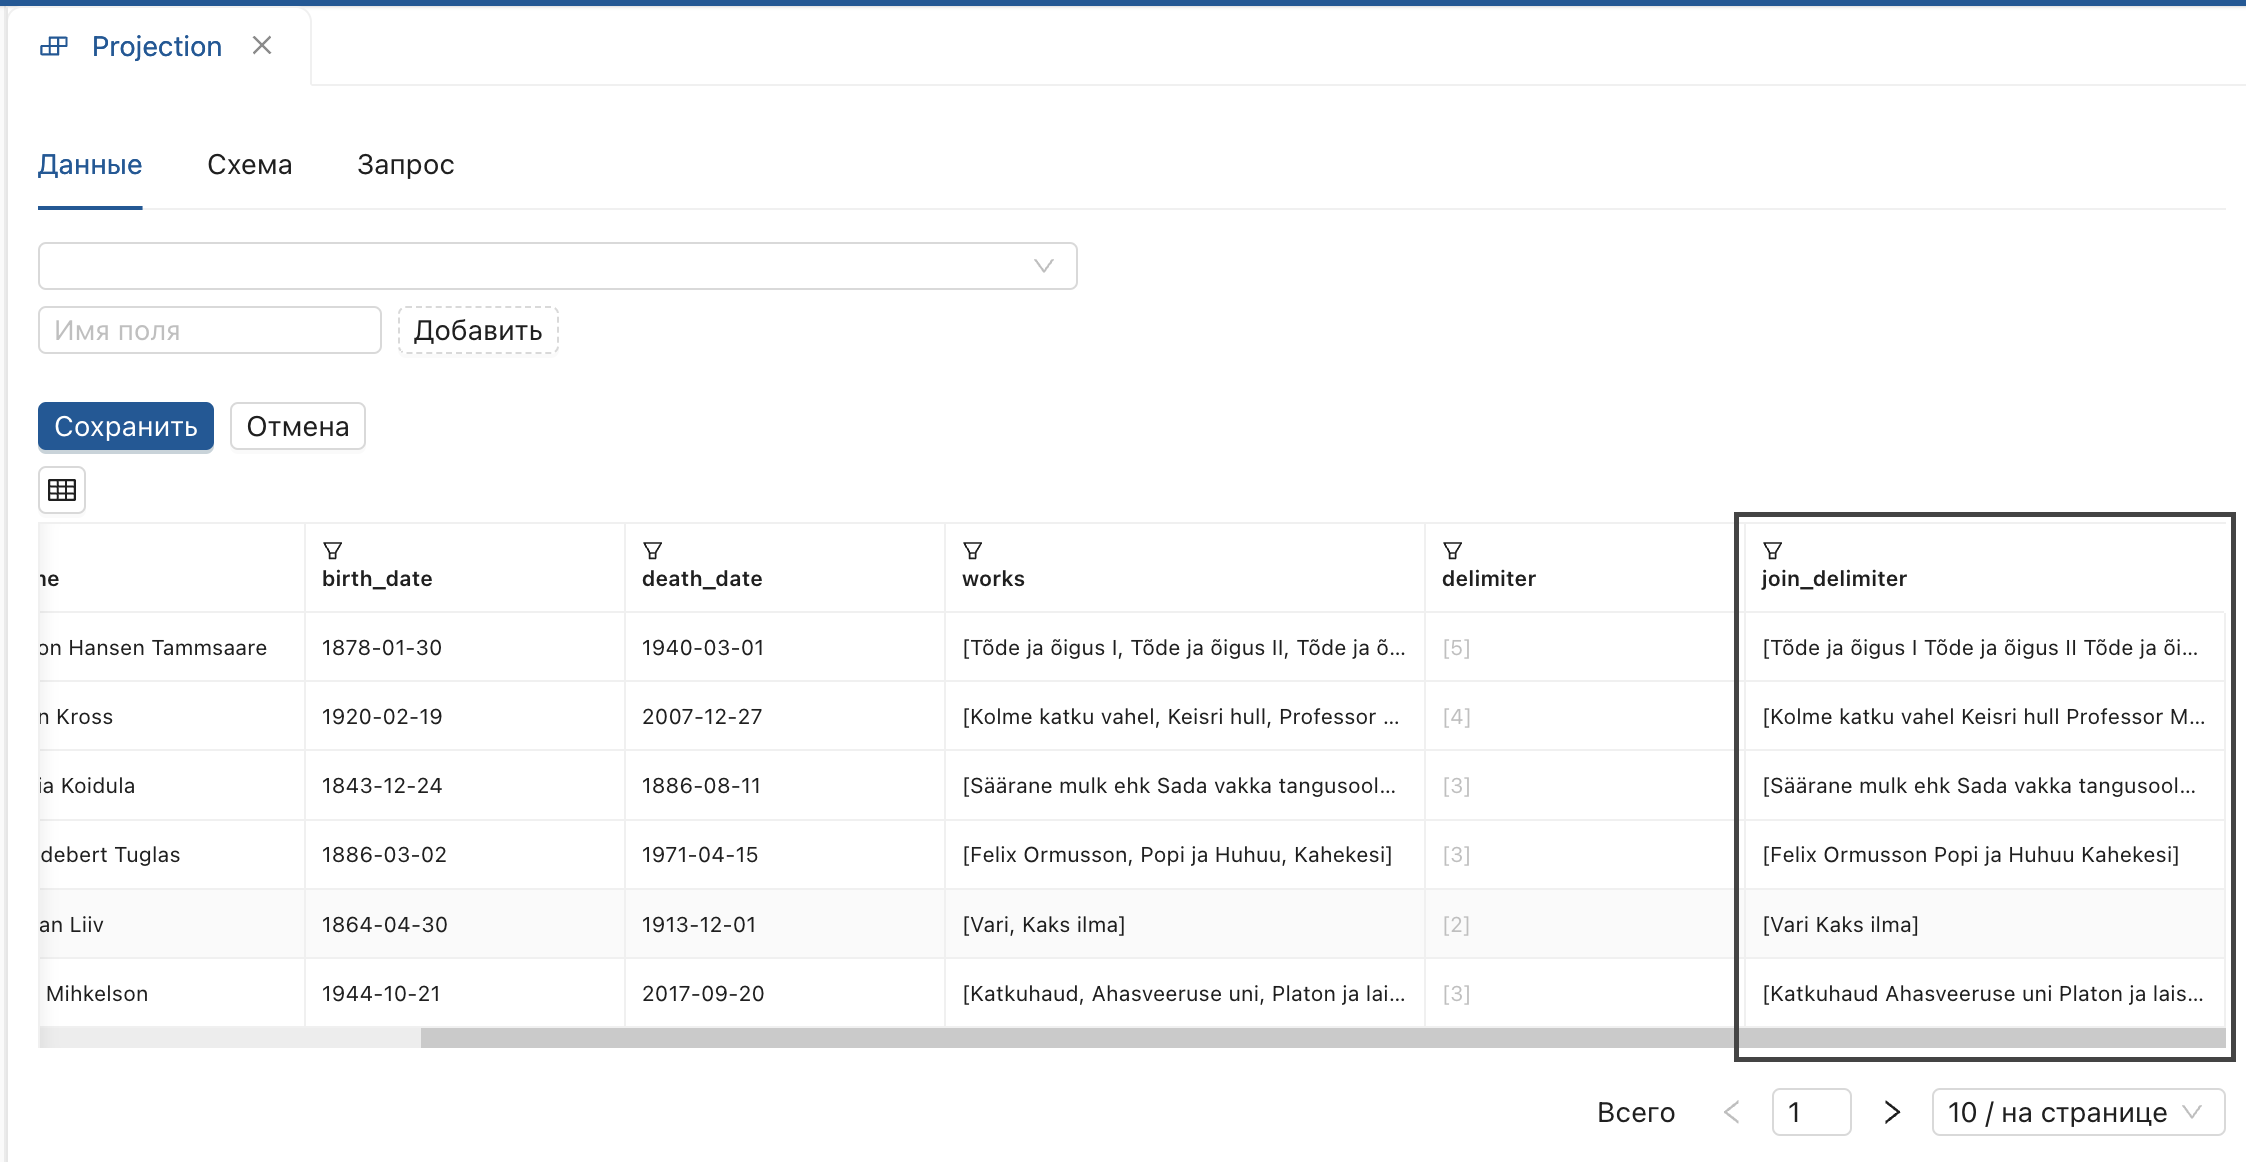 Projection
Данные Схема Запрос
Имя поля Добавить
Сохранить Отмена
ne birth_date death_date works delimiter join_delimiter
on Hansen Tammsaare 1878-01-30 1940-03-01 [Tõde ja õigus I, Tõde ja õigus II, Tõde ja õ... [5] [Tõde ja õigus I Tõde ja õigus II Tõde ja õi...
n Kross 1920-02-19 2007-12-27 [Kolme katku vahel, Keisri hull, Professor ... [4] [Kolme katku vahel Keisri hull Professor M...
ia Koidula 1843-12-24 1886-08-11 [Säärane mulk ehk Sada vakka tangusool... [3] [Säärane mulk ehk Sada vakka tangusool...
debert Tuglas 1886-03-02 1971-04-15 [Felix Ormusson, Popi ja Huhuu, Kahekesi] [3] [Felix Ormusson Popi ja Huhuu Kahekesi]
an Liiv 1864-04-30 1913-12-01 [Vari, Kaks ilma] [2] [Vari Kaks ilma]
Mihkelson 1944-10-21 2017-09-20 [Katkuhaud, Ahasveeruse uni, Platon ja lai... [3] [Katkuhaud Ahasveeruse uni Platon ja lais...
Всего 1 10 / на странице